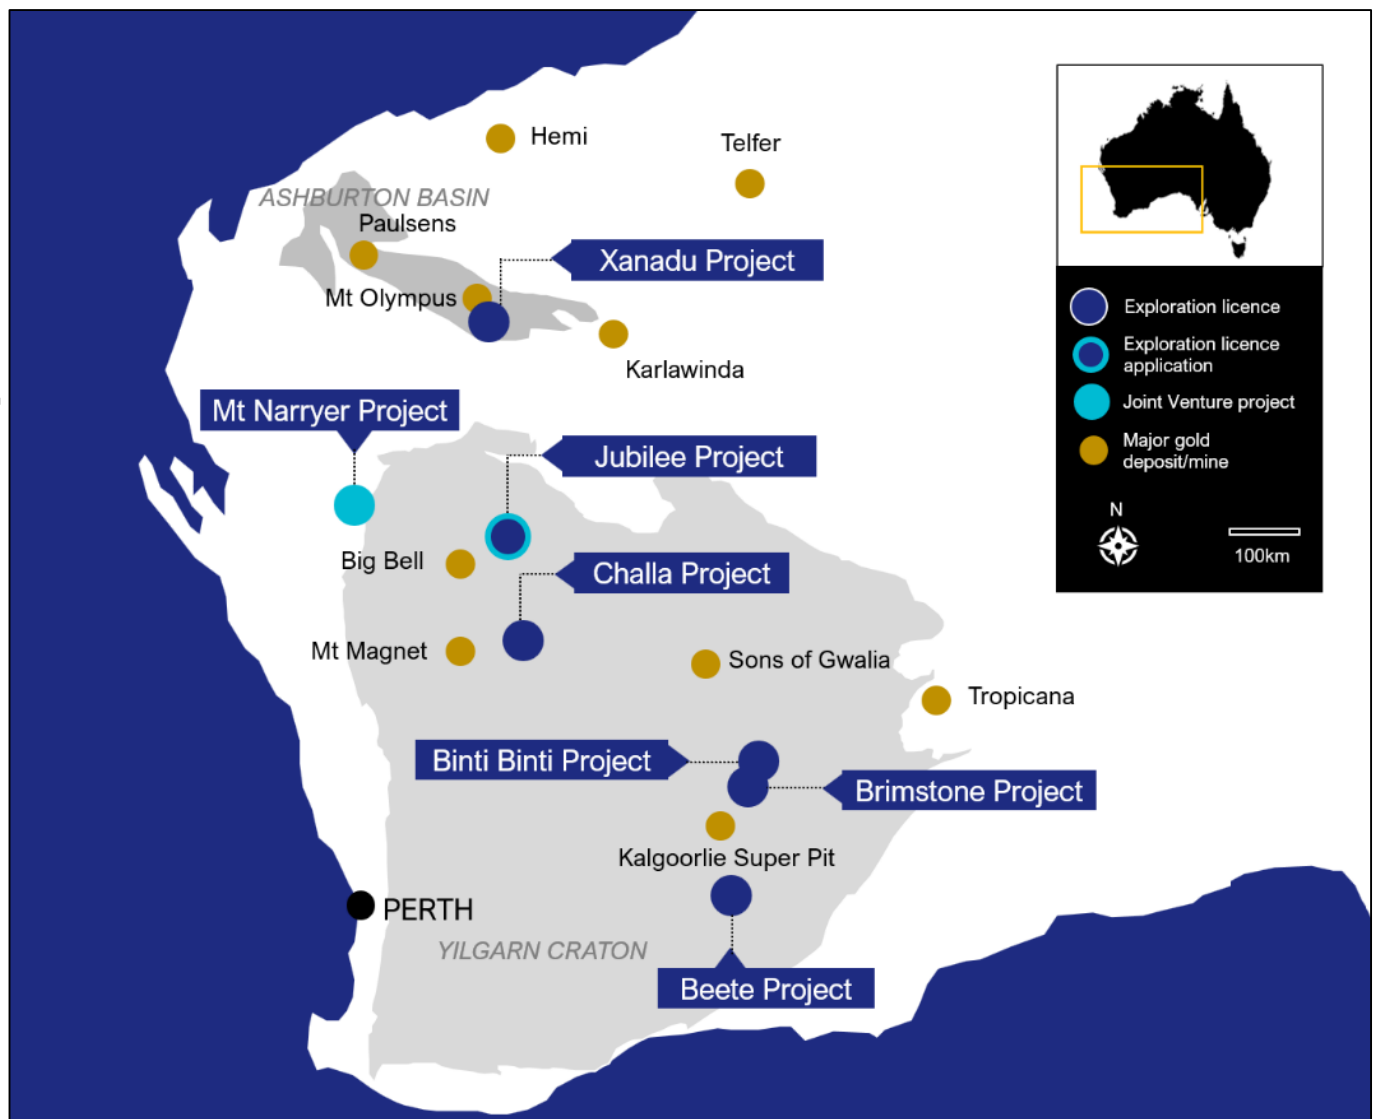 Hemi
Telfer
ASHBURTON BASIN
Paulsens
Xanadu Project
Mt Olympus
Karlawinda
Mt Narryer Project
Jubilee Project
Big Bell
Challa Project
Mt Magnet
Sons of Gwalia
Tropicana
Binti Binti Project
Brimstone Project
Kalgoorlie Super Pit
PERTH
YILGARN CRATON
Beete Project
Exploration licence
Exploration licence
application
Joint Venture project
Major gold
deposit/mine
N
100km